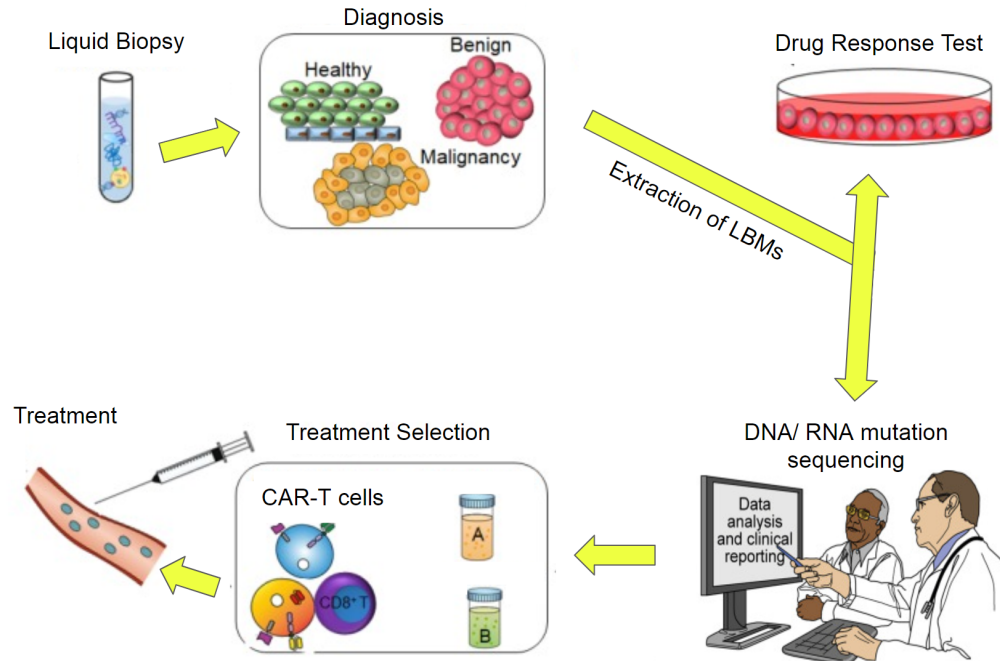 Liquid Biopsy
Diagnosis
Healthy
Benign
Malignancy
Extraction of LBMs
Drug Response Test
DNA/ RNA mutation
sequencing
Data
analysis
and clinical
reporting
Treatment Selection
CAR-T cells
CD8⁺ T
A
B
Treatment